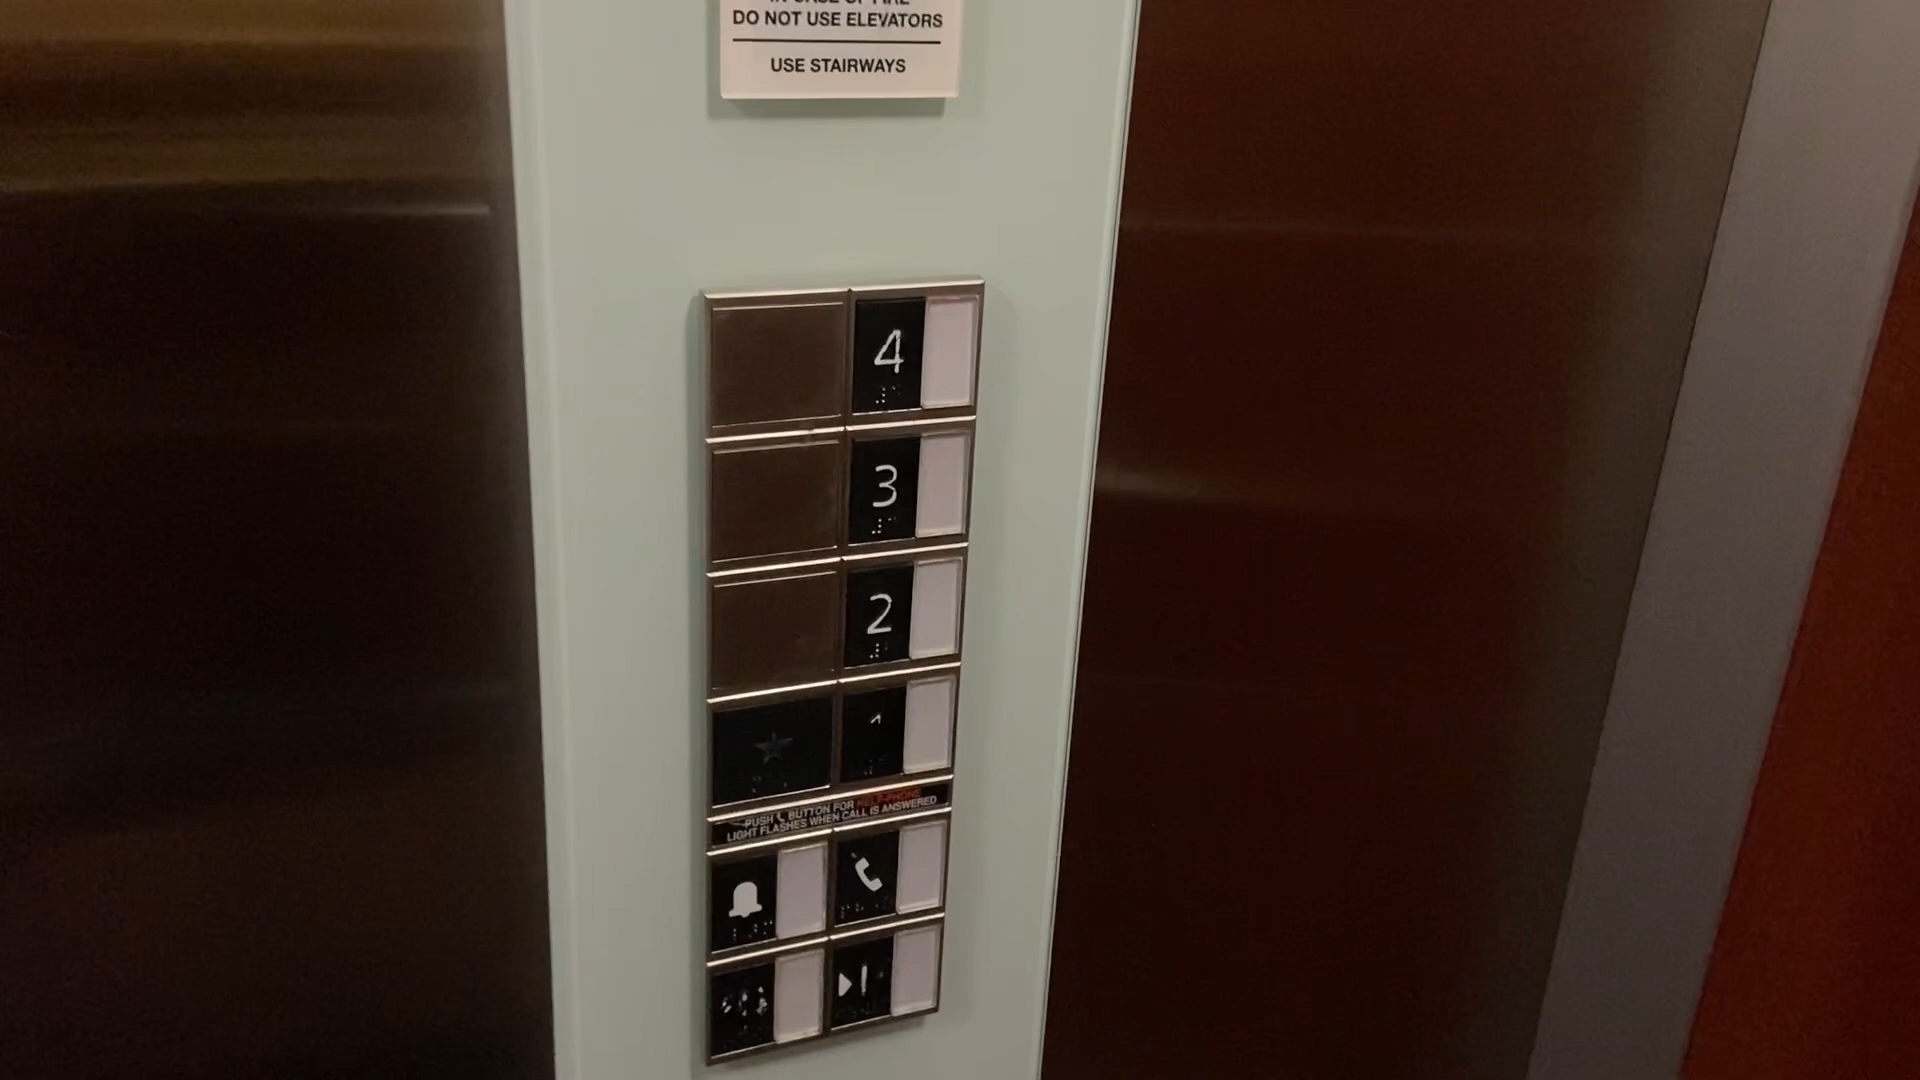 DO NOT USE ELEVATORS
USE STAIRWAYS
4
3
2
PUSH BUTTON FOR HELP-PHONE
LIGHT FLASHES WHEN CALL IS ANSWERED